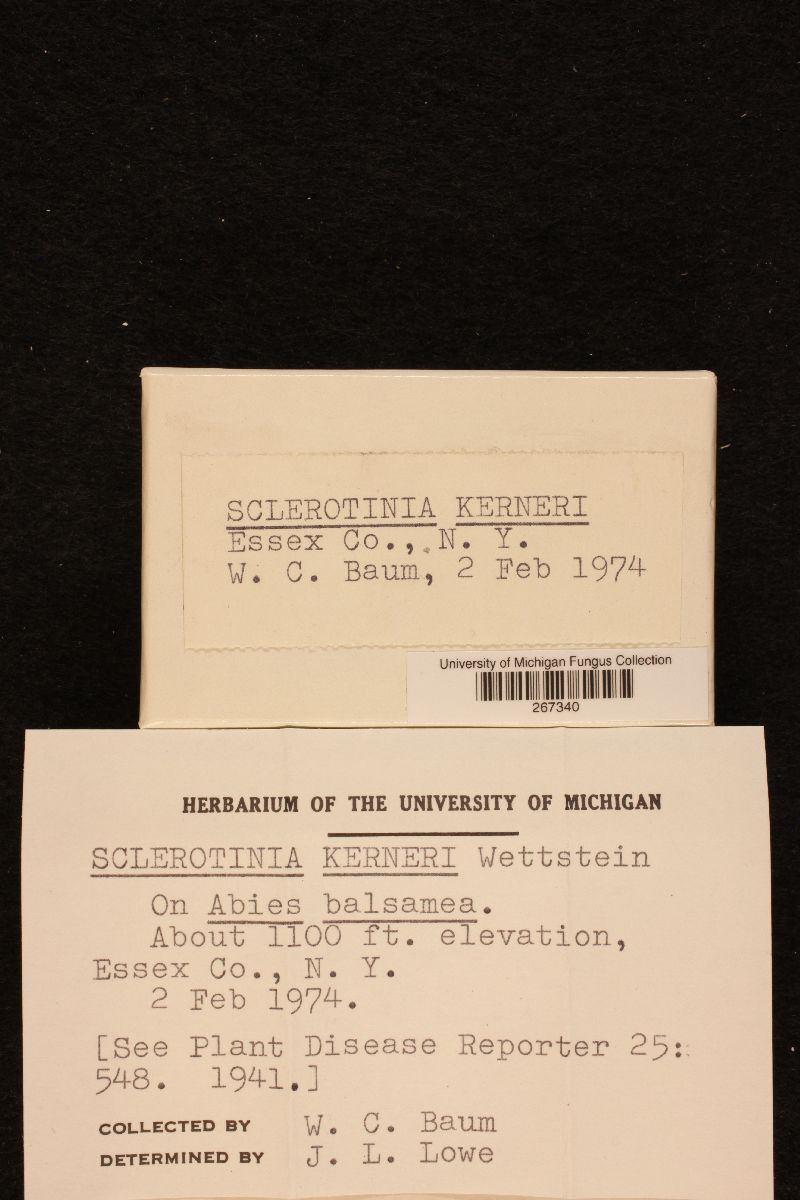 SCLEROTINIA KERNERI
Essex Co., N. Y.
W. C. Baum, 2 Feb 1974
University of Michigan Fungus Collection
267340
HERBARIUM OF THE UNIVERSITY OF MICHIGAN
SCLEROTINIA KERNERI Wettstein
On Abies balsamea.
About 1100 ft. elevation,
Essex Co., N. Y.
2 Feb 1974.
[See Plant Disease Reporter 25:
548. 1941.]
COLLECTED BY W. C. Baum
DETERMINED BY J. L. Lowe